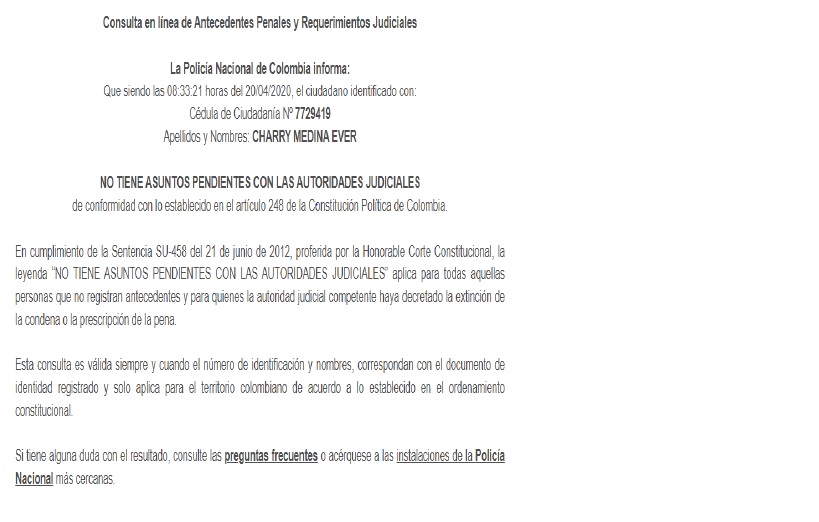 Consulta en línea de Antecedentes Penales y Requerimientos Judiciales
La Policía Nacional de Colombia informa:
Que siendo las 08:33:21 horas del 20/04/2020, el ciudadano identificado con:
Cédula de Ciudadanía Nº 7729419
Apellidos y Nombres: CHARRY MEDINA EVER
NO TIENE ASUNTOS PENDIENTES CON LAS AUTORIDADES JUDICIALES
de conformidad con lo establecido en el artículo 248 de la Constitución Política de Colombia.
En cumplimiento de la Sentencia SU-458 del 21 de junio de 2012, proferida por la Honorable Corte Constitucional, la
leyenda “NO TIENE ASUNTOS PENDIENTES CON LAS AUTORIDADES JUDICIALES” aplica para todas aquellas
personas que no registran antecedentes y para quienes la autoridad judicial competente haya decretado la extinción de
la condena o la prescripción de la pena.
Esta consulta es válida siempre y cuando el número de identificación y nombres, correspondan con el documento de
identidad registrado y solo aplica para el territorio colombiano de acuerdo a lo establecido en el ordenamiento
constitucional.
Si tiene alguna duda con el resultado, consulte las preguntas frecuentes o acérquese a las instalaciones de la Policía
Nacional más cercanas.